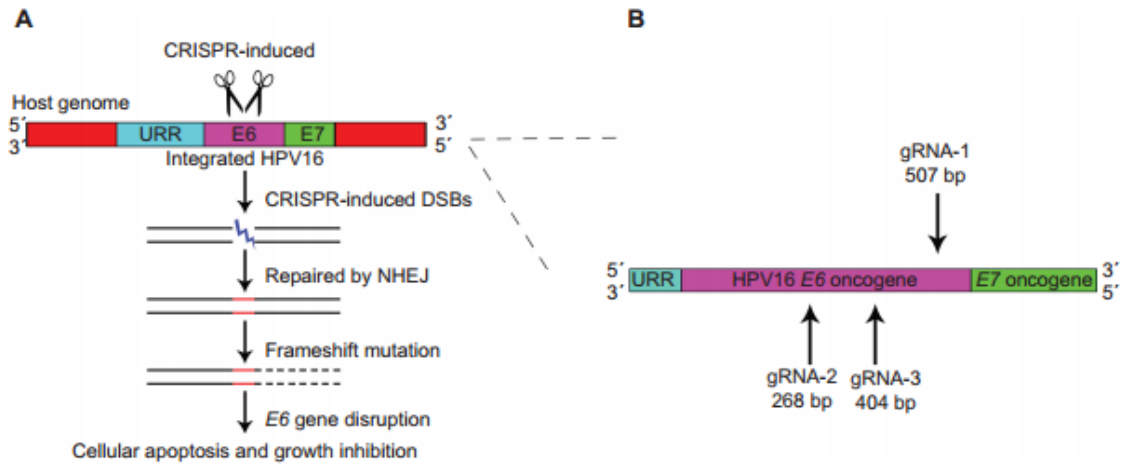 A
CRISPR-induced
Host genome
5´ 3´
URR E6 E7
3´ 5´
Integrated HPV16
CRISPR-induced DSBs
Repaired by NHEJ
Frameshift mutation
E6 gene disruption
Cellular apoptosis and growth inhibition
B
gRNA-1
507 bp
5´ 3´
URR HPV16 E6 oncogene E7 oncogene
3´ 5´
gRNA-2 gRNA-3
268 bp 404 bp